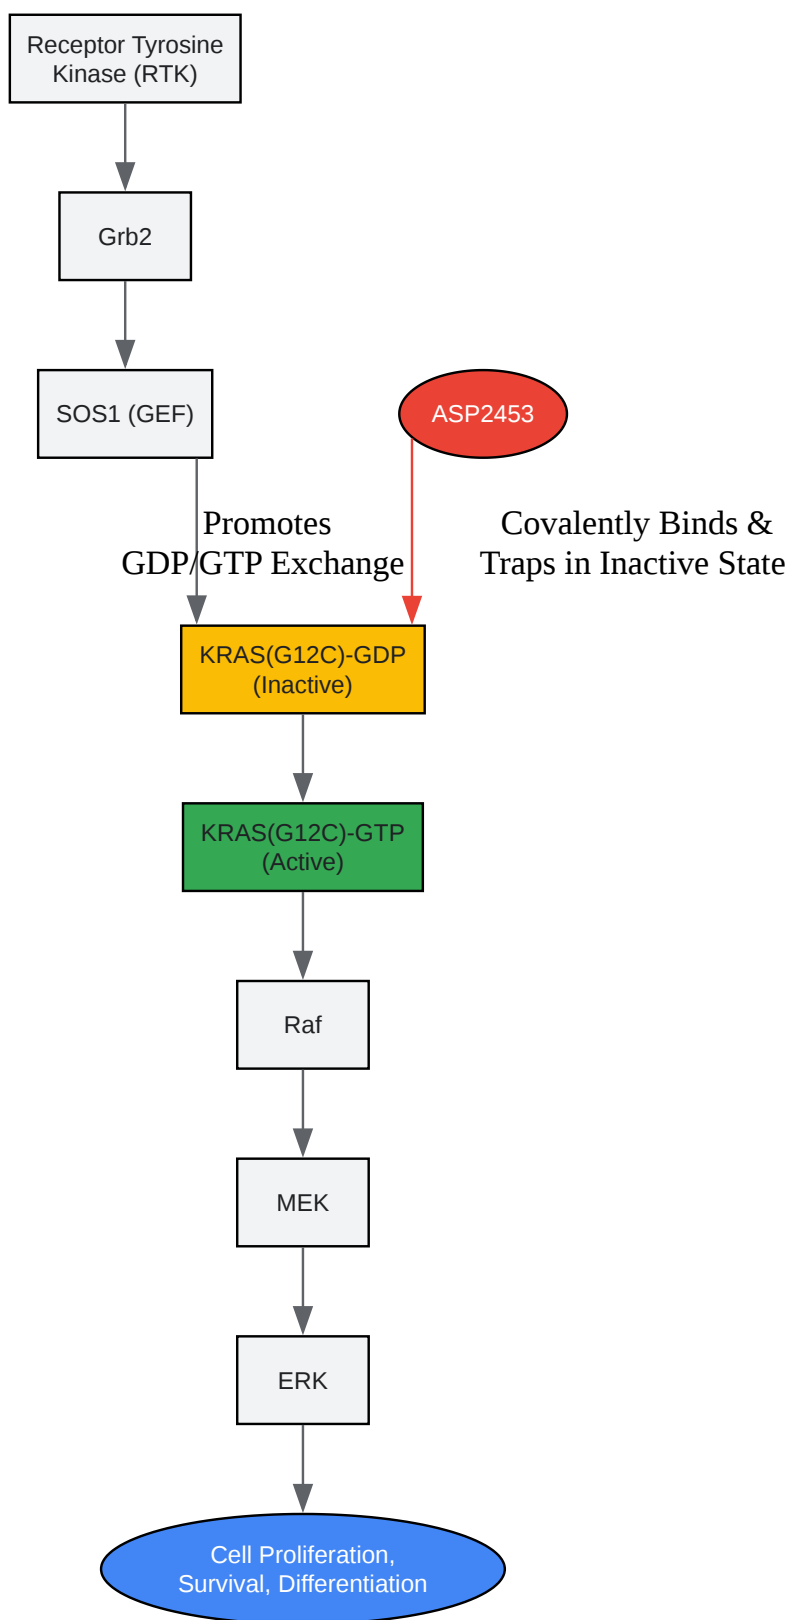 Receptor Tyrosine
Kinase (RTK)
Grb2
SOS1 (GEF)
ASP2453
Promotes
GDP/GTP Exchange
Covalently Binds &
Traps in Inactive State
KRAS(G12C)-GDP
(Inactive)
KRAS(G12C)-GTP
(Active)
Raf
MEK
ERK
Cell Proliferation,
Survival, Differentiation